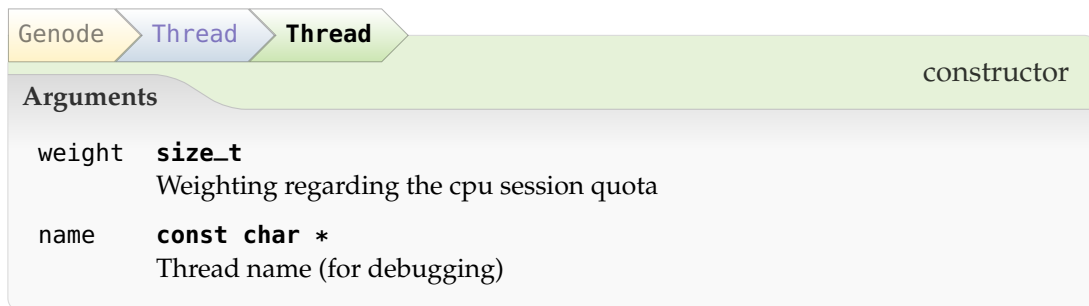 Genode Thread Thread
constructor
Arguments
weight size_t
Weighting regarding the cpu session quota
name const char *
Thread name (for debugging)